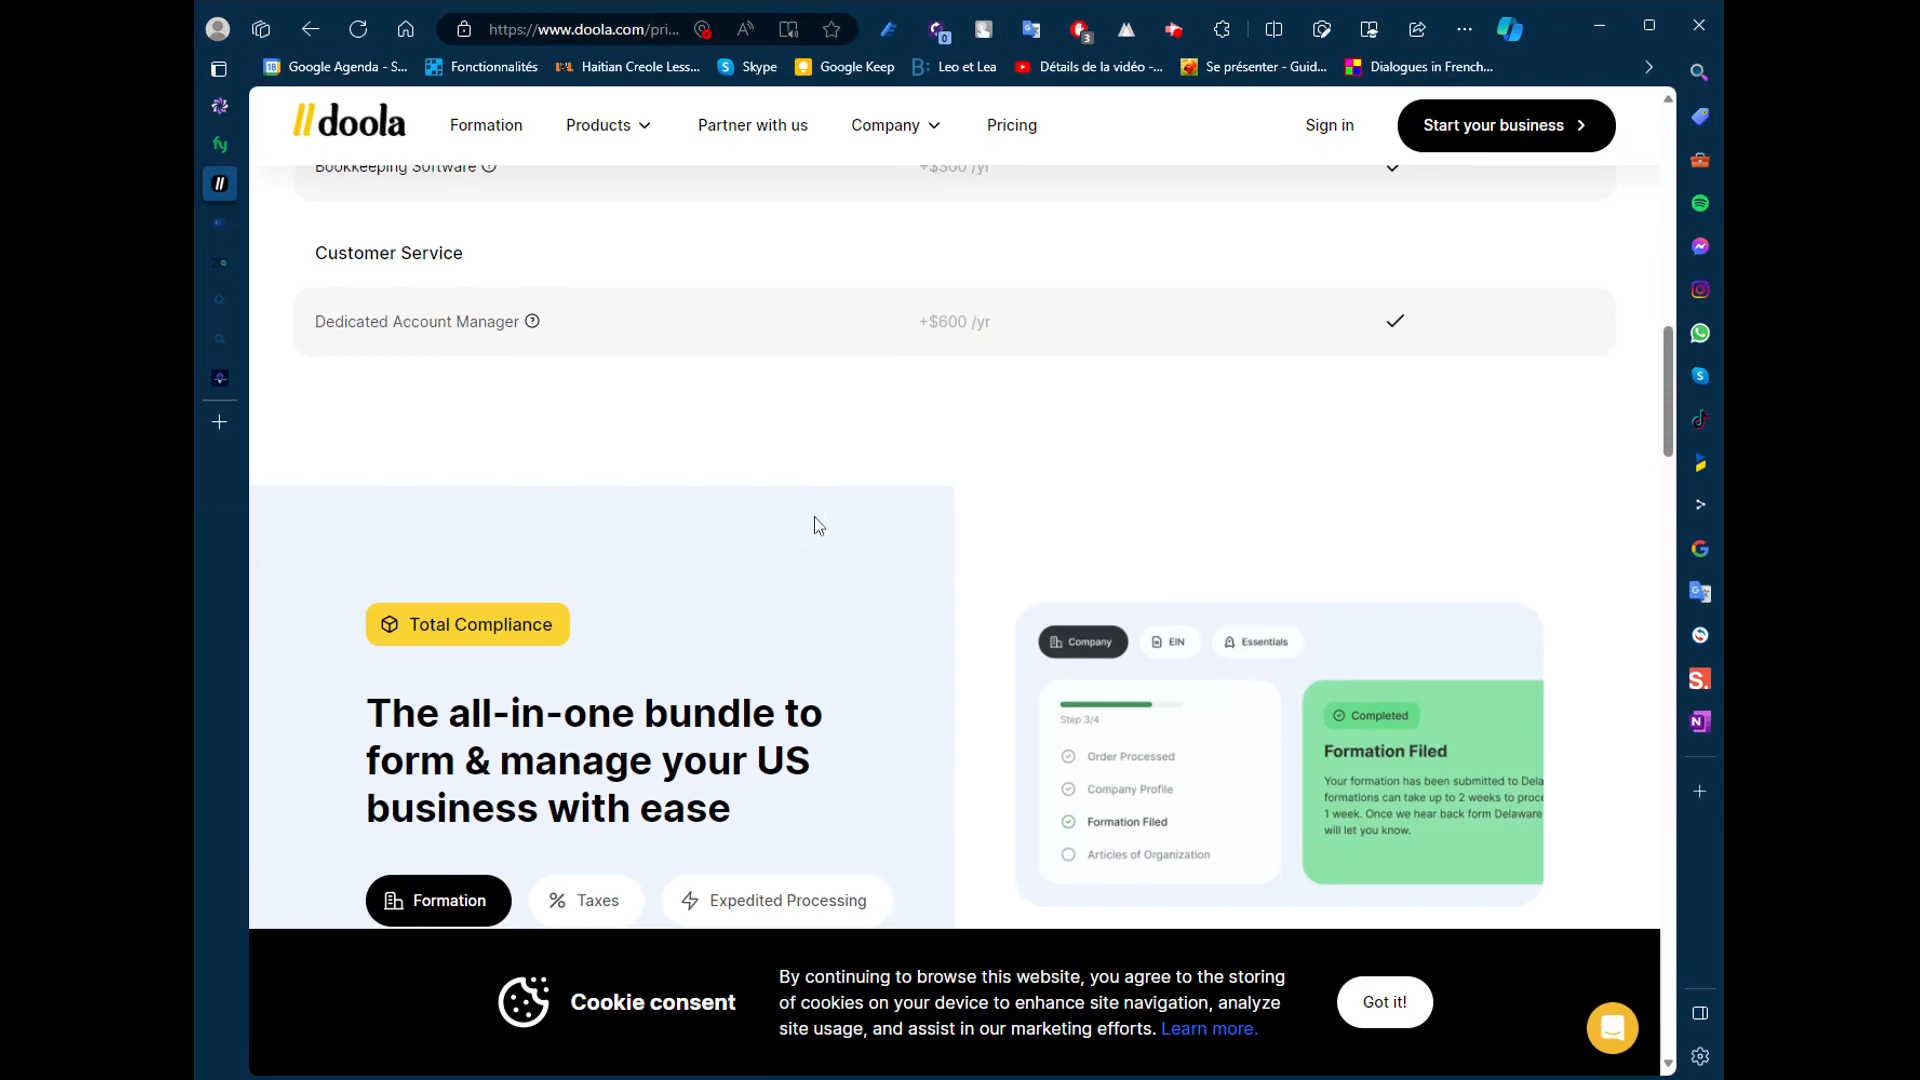 https://www.doola.com/pri...
0
3
Google Agenda - S...
Fonctionnalités
Haitian Creole Less...
Skype
Google Keep
Leo et Lea
Détails de la vidéo -...
Se présenter - Guid...
Dialogues in French...
doola
Formation
Products
Partner with us
Company
Pricing
Sign in
Start your business
Bookkeeping Software
+$300 /yr
Customer Service
Dedicated Account Manager
+$600 /yr
Total Compliance
The all-in-one bundle to
form & manage your US
business with ease
Formation
Taxes
Expedited Processing
Company
EIN
Essentials
Step 3/4
Order Processed
Company Profile
Formation Filed
Articles of Organization
Completed
Formation Filed
Your formation has been submitted to Dela
formations can take up to 2 weeks to proce
1 week. Once we hear back form Delaware
will let you know.
Cookie consent
By continuing to browse this website, you agree to the storing
of cookies on your device to enhance site navigation, analyze
site usage, and assist in our marketing efforts. Learn more.
Got it!